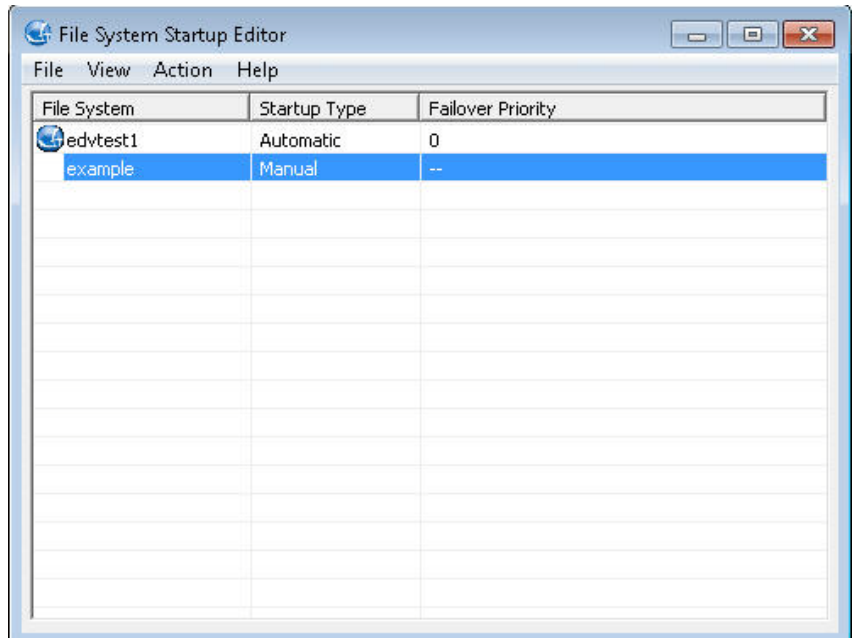 File System Startup Editor
File View Action Help
File System Startup Type Failover Priority
edvtest1 Automatic 0
example Manual --